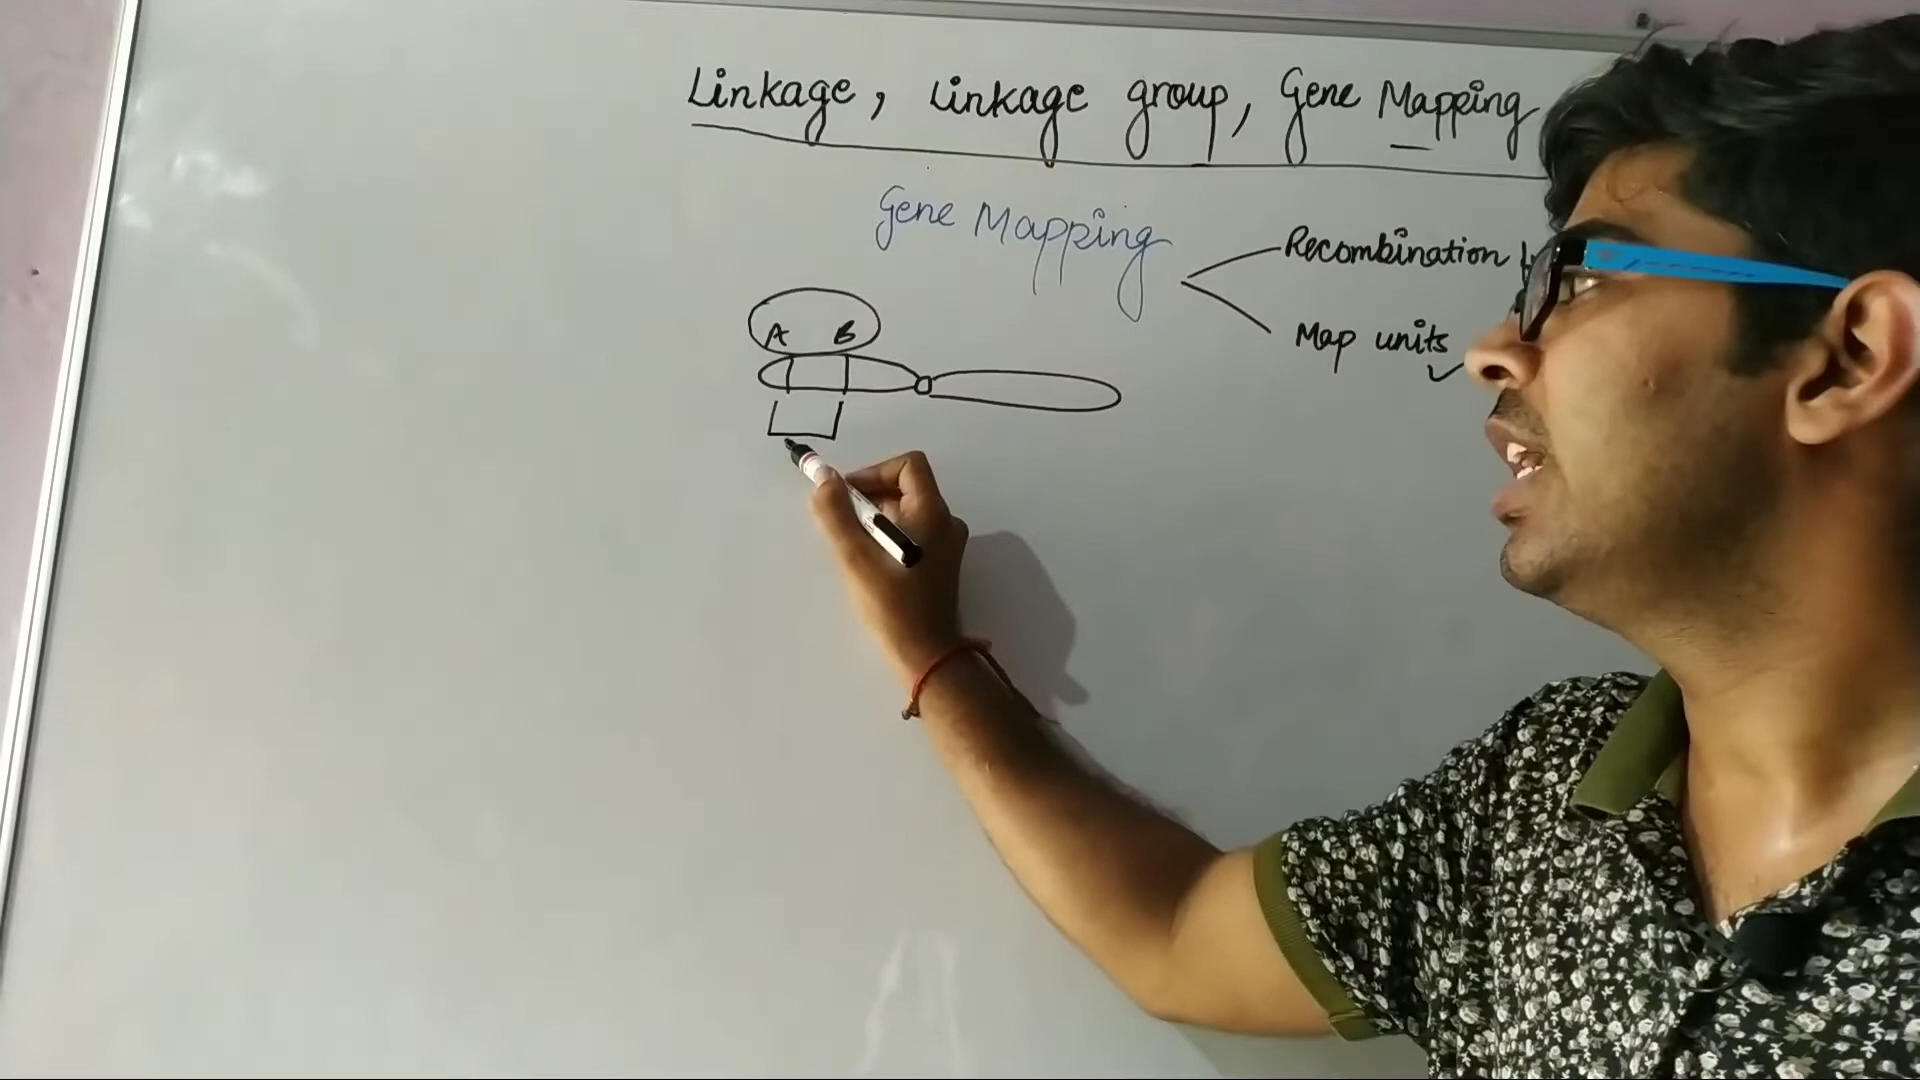 Linkage, Linkage group, Gene Mapping
Gene Mapping
Recombination
Map units
A B